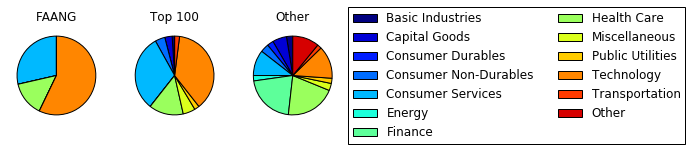 FAANG
Top 100
Other
Basic Industries
Capital Goods
Consumer Durables
Consumer Non-Durables
Consumer Services
Energy
Finance
Health Care
Miscellaneous
Public Utilities
Technology
Transportation
Other